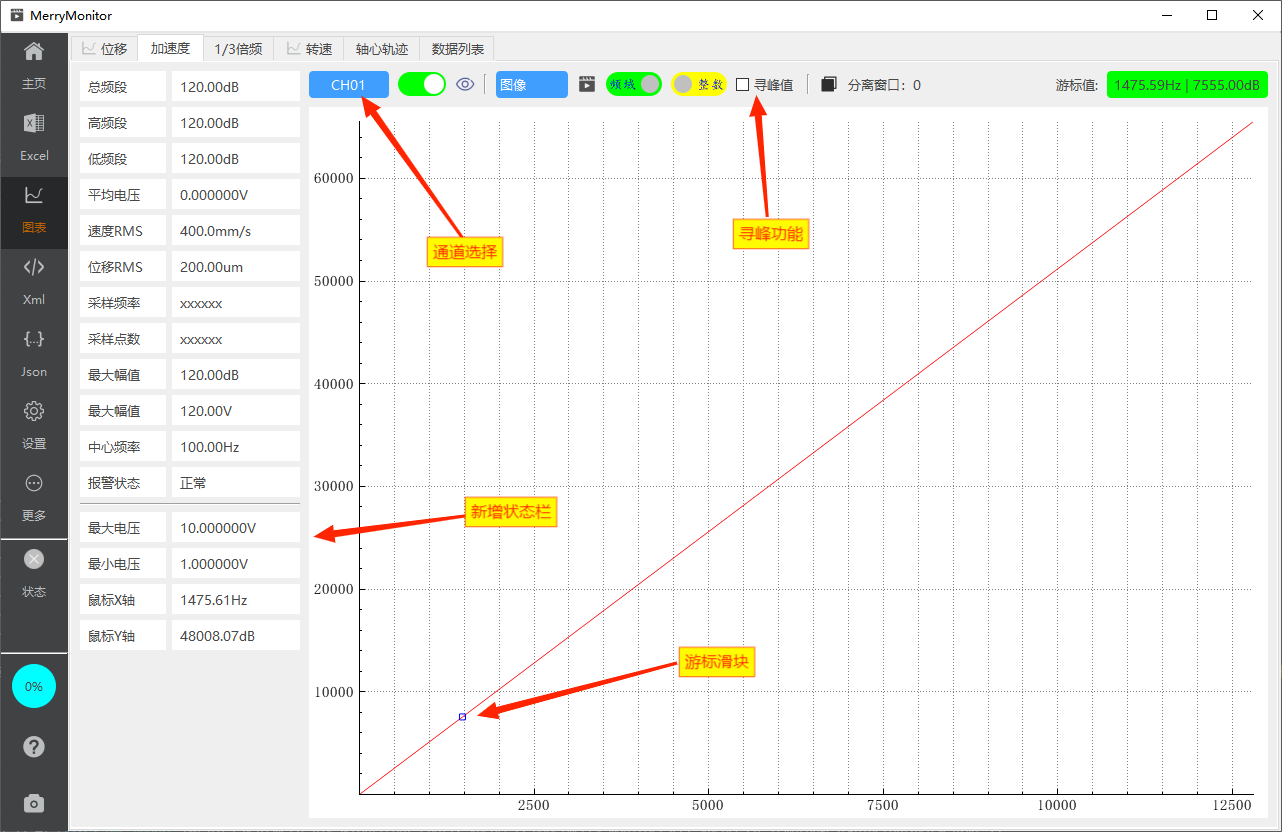 MerryMonitor
主页
Excel
图表
Xml
Json
设置
更多
状态
0%
位移
加速度
1/3倍频
转速
轴心轨迹
数据列表
总频段 120.00dB
高频段 120.00dB
低频段 120.00dB
平均电压 0.000000V
速度RMS 400.0mm/s
位移RMS 200.00um
采样频率 xxxxxx
采样点数 xxxxxx
最大幅值 120.00dB
最大幅值 120.00V
中心频率 100.00Hz
报警状态 正常
最大电压 10.000000V
最小电压 1.000000V
鼠标X轴 1475.61Hz
鼠标Y轴 48008.07dB
CH01
图像
频域
整数
寻峰值
分离窗口: 0
游标值:
1475.59Hz | 7555.00dB
通道选择
寻峰功能
新增状态栏
游标滑块
60000
50000
40000
30000
20000
10000
2500 5000 7500 10000 12500